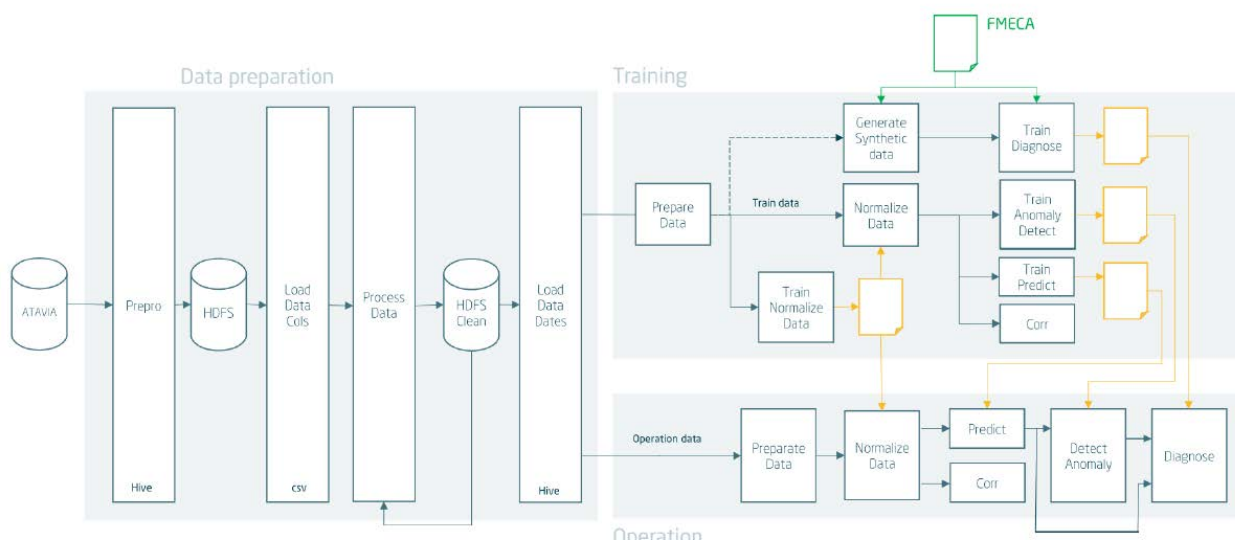 FMECA
Data preparation
Training
Generate
Synthetic
data
Train
Diagnose
Prepare
Data
Train data
Normalize
Data
Train
Anomaly
Detect
Train
Predict
Corr
Train
Normalize
Data
ATAVIA
Prepro
HDFS
Load
Data
Cols
Process
Data
HDFS
Clean
Load
Data
Dates
Hive
csv
Hive
Operation data
Preparate
Data
Normalize
Data
Predict
Corr
Detect
Anomaly
Diagnose
Operation